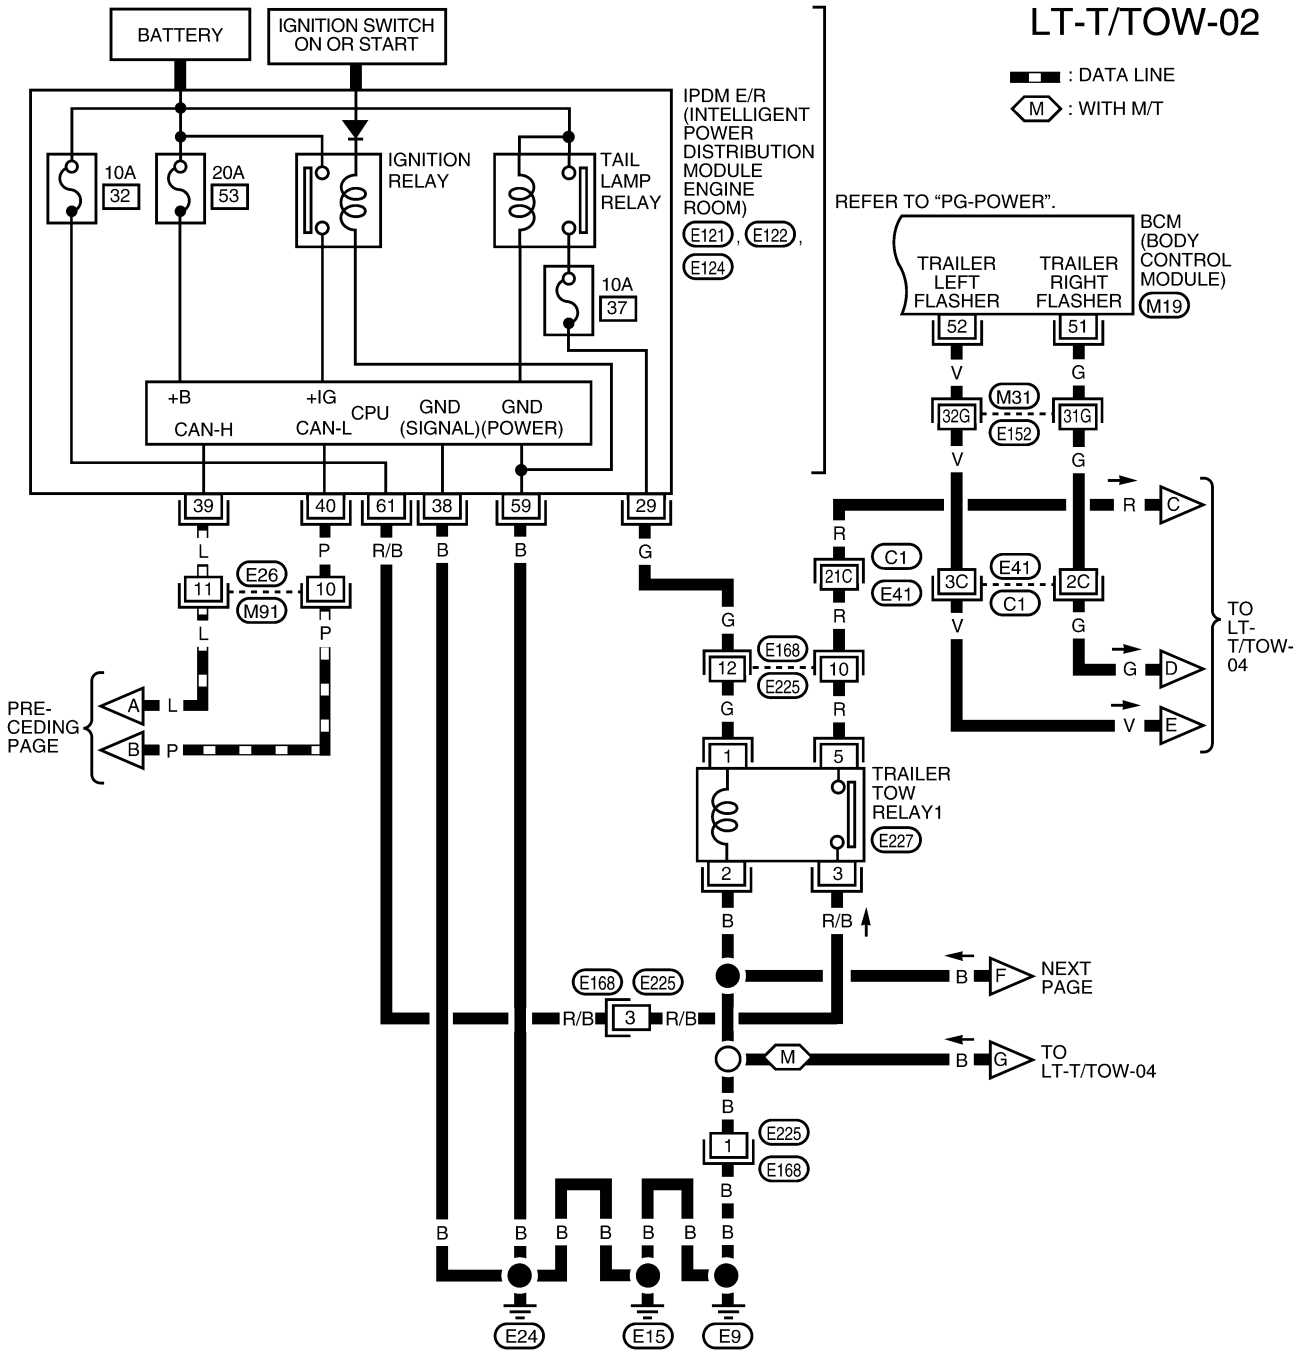 LT-T/TOW-02
BATTERY
IGNITION SWITCH
ON OR START
: DATA LINE
M : WITH M/T
IPDM E/R
(INTELLIGENT
POWER
DISTRIBUTION
MODULE
ENGINE
ROOM)
E121 , E122 ,
E124
10A
32
20A
53
IGNITION
RELAY
TAIL
LAMP
RELAY
10A
37
REFER TO “PG-POWER”.
BCM
(BODY
CONTROL
MODULE)
M19
TRAILER
LEFT
FLASHER
TRAILER
RIGHT
FLASHER
52 51
V G
32G M31 31G
E152
V G
+B +IG CPU GND GND
CAN-H CAN-L (SIGNAL) (POWER)
39 40 61 38 59 29
L P R/B B B G
11 E26 10
M91
L P
R C
R
21C C1
E41
R
3C E41 2C
C1
V G
G D
V E
TO
LT-
T/TOW-
04
G
12 E168 10
E225
G R
PRE-
CEDING
PAGE
A L
B P
1 5
TRAILER
TOW
RELAY1
E227
2 3
B R/B
E168 E225
R/B 3 R/B
B F NEXT
PAGE
M B G TO
LT-T/TOW-04
B
1 E225
E168
B
B B B B B B B
E24 E15 E9